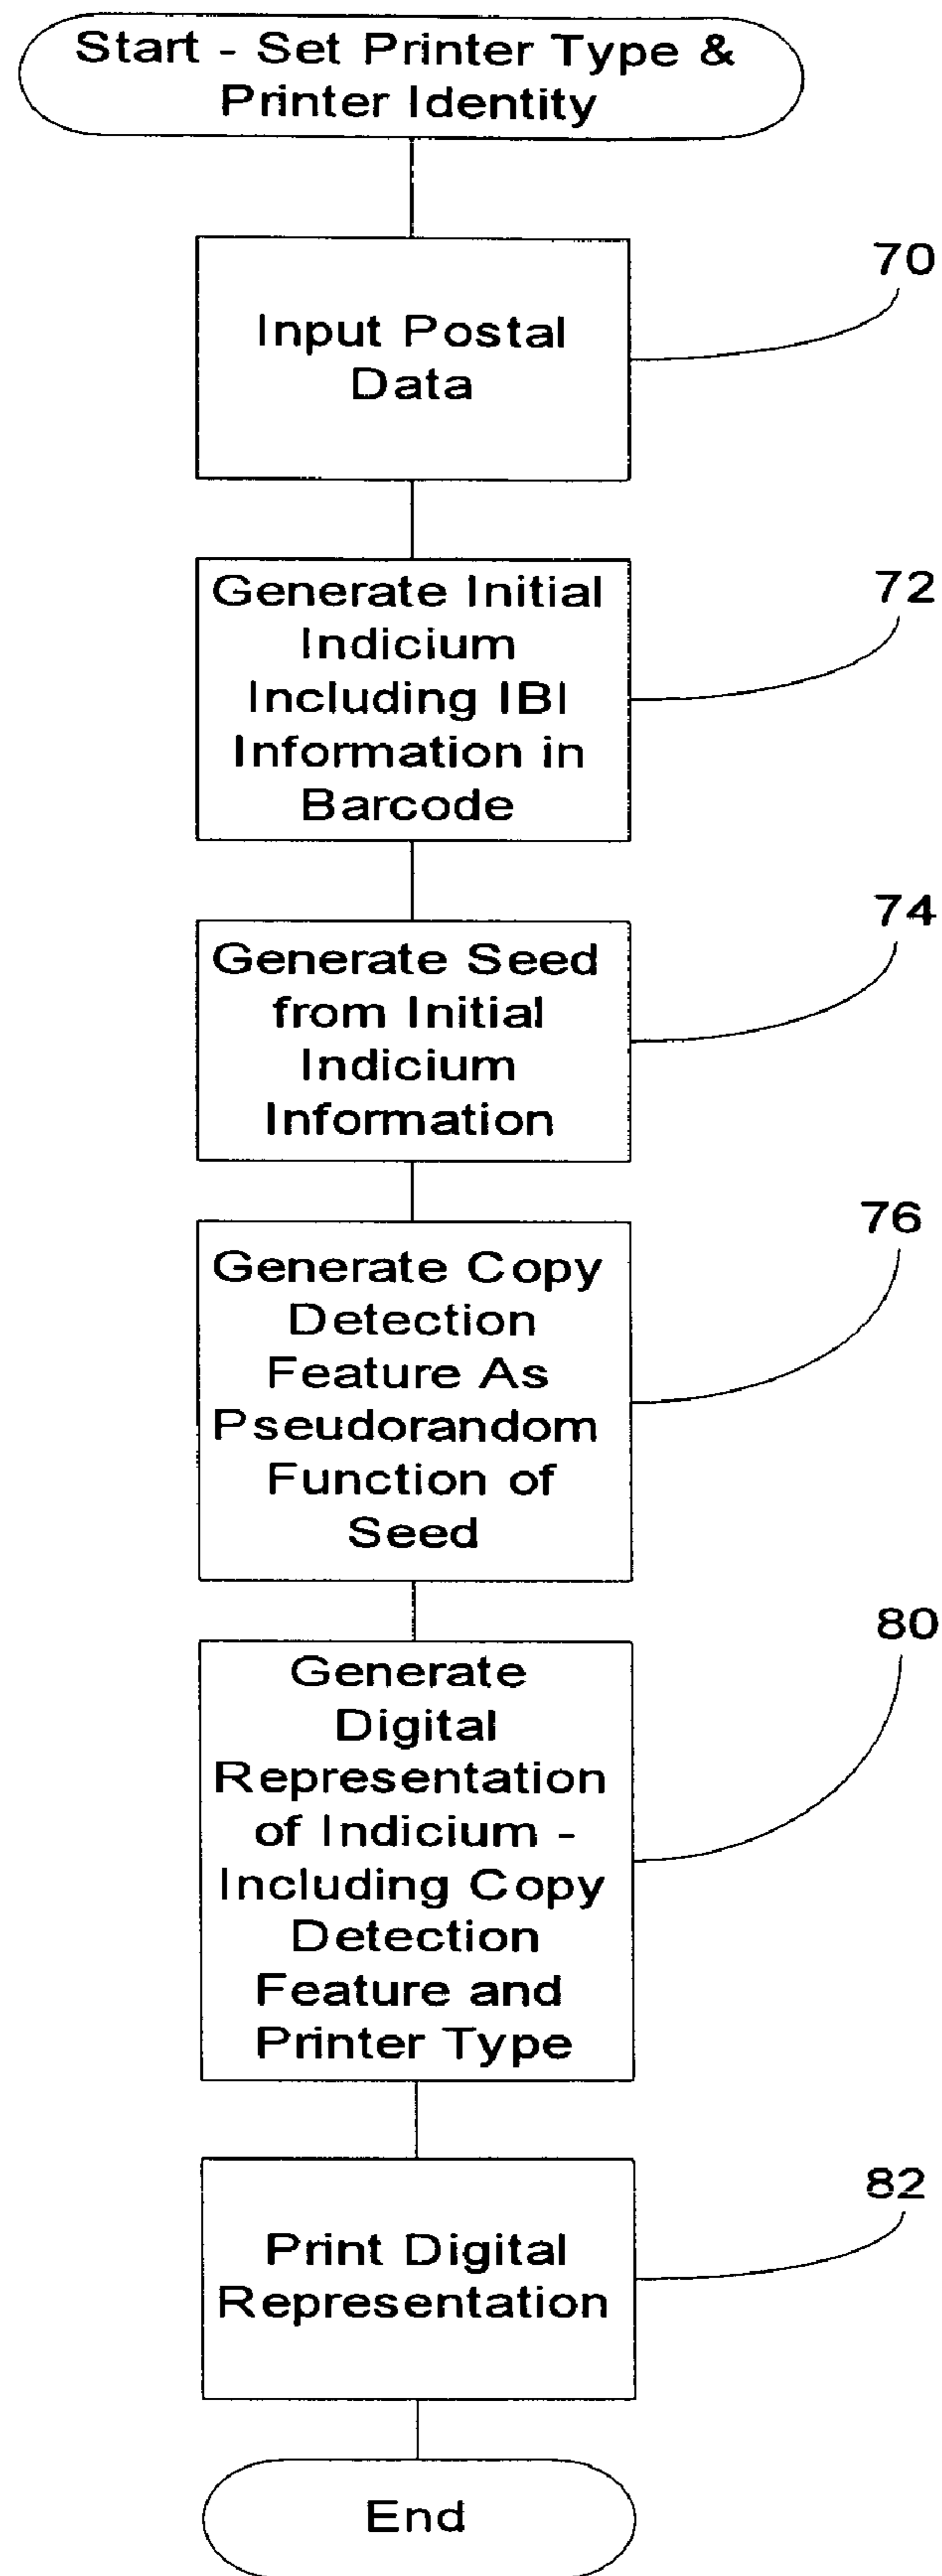 Start - Set Printer Type &
Printer Identity
70
Input Postal
Data
72
Generate Initial
Indicium
Including IBI
Information in
Barcode
74
Generate Seed
from Initial
Indicium
Information
76
Generate Copy
Detection
Feature As
Pseudorandom
Function of
Seed
80
Generate
Digital
Representation
of Indicium -
Including Copy
Detection
Feature and
Printer Type
82
Print Digital
Representation
End